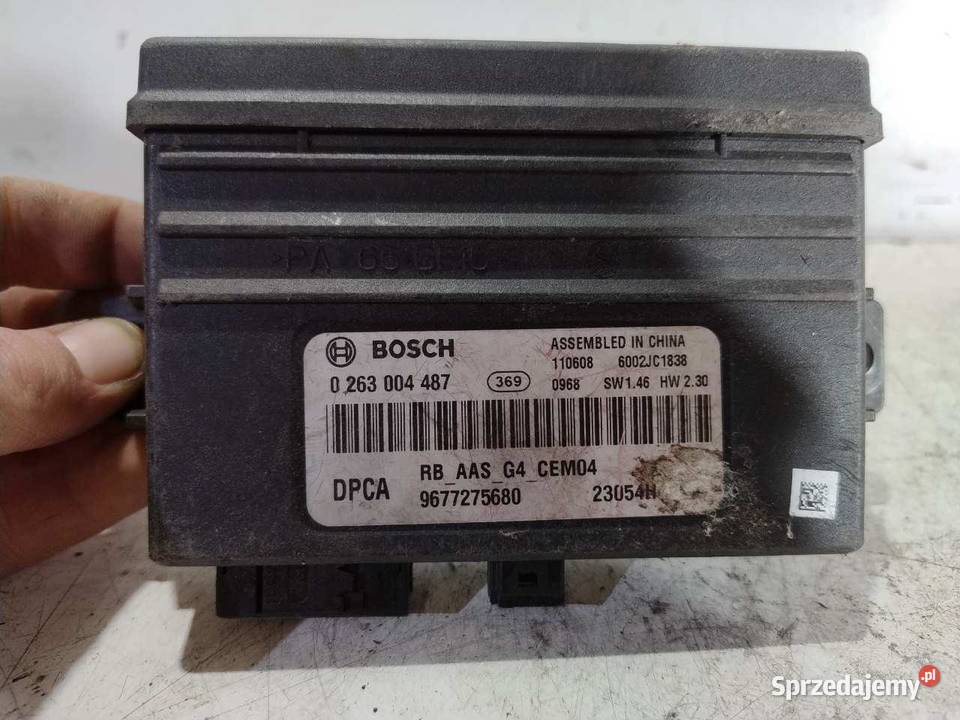 BOSCH
ASSEMBLED IN CHINA
110608 6002JC1838
0 263 004 487 369 0968 SW1.46 HW 2.30
RB_AAS_G4_CEM04
DPCA 9677275680 23054H
Sprzedajemy.pl